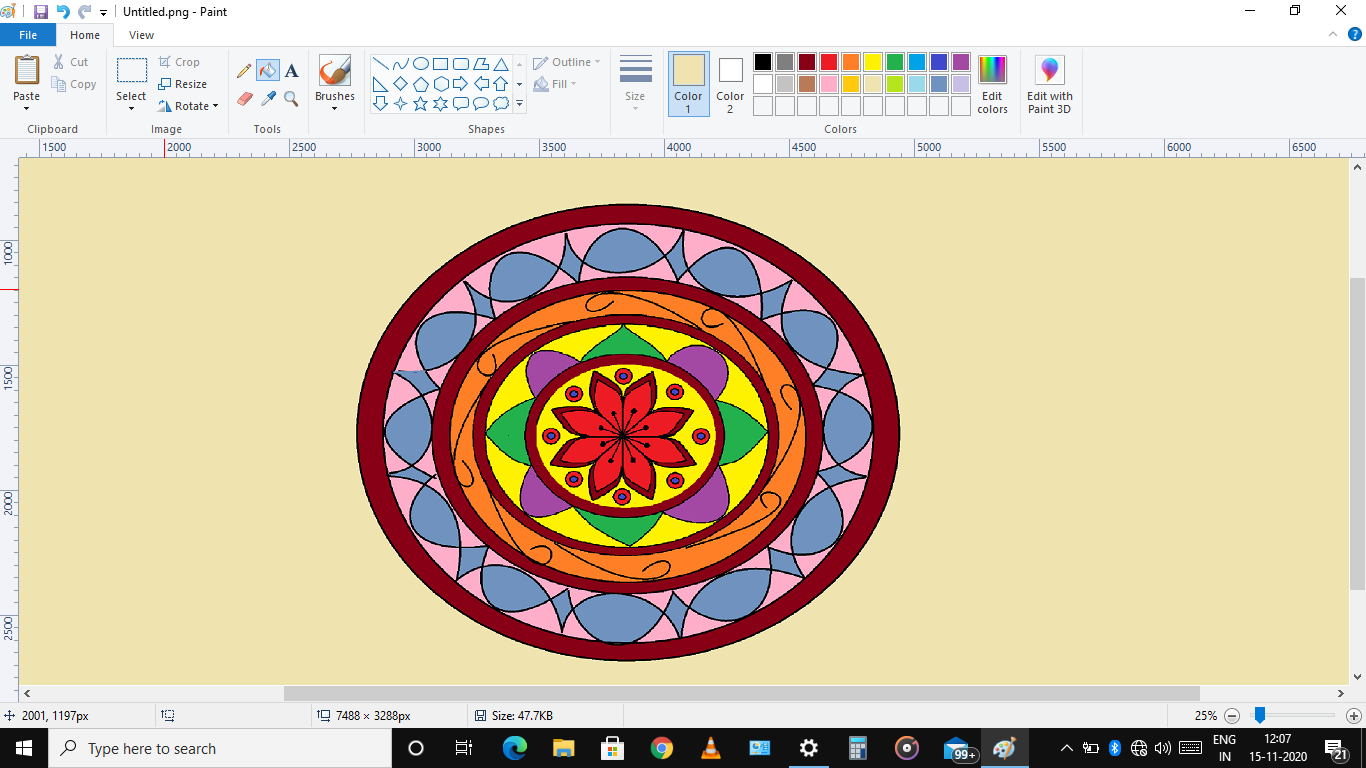 Untitled.png - Paint
File Home View
Paste
Cut
Copy
Clipboard
Select
Crop
Resize
Rotate
Image
A
Tools
Brushes
Shapes
Outline
Fill
Size
Color 1
Color 2
Colors
Edit colors
Edit with Paint 3D
1500 2000 2500 3000 3500 4000 4500 5000 5500 6000 6500
1000
1500
2000
2500
2001, 1197px
7488 × 3288px
Size: 47.7KB
25%
Type here to search
99+
ENG
IN
12:07
15-11-2020
21